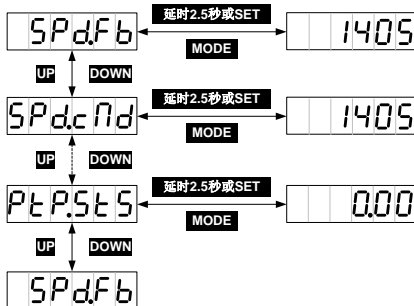 SPd.Fb 延时2.5秒或SET 1405
MODE
UP DOWN
SPd.cMd 延时2.5秒或SET 1405
MODE
UP DOWN
PtP.StS 延时2.5秒或SET 0.00
MODE
UP DOWN
SPd.Fb